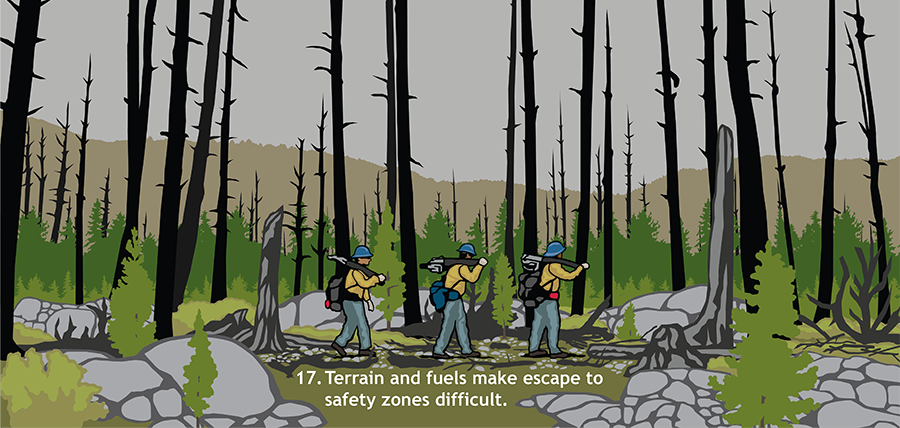 17. Terrain and fuels make escape to
safety zones difficult.